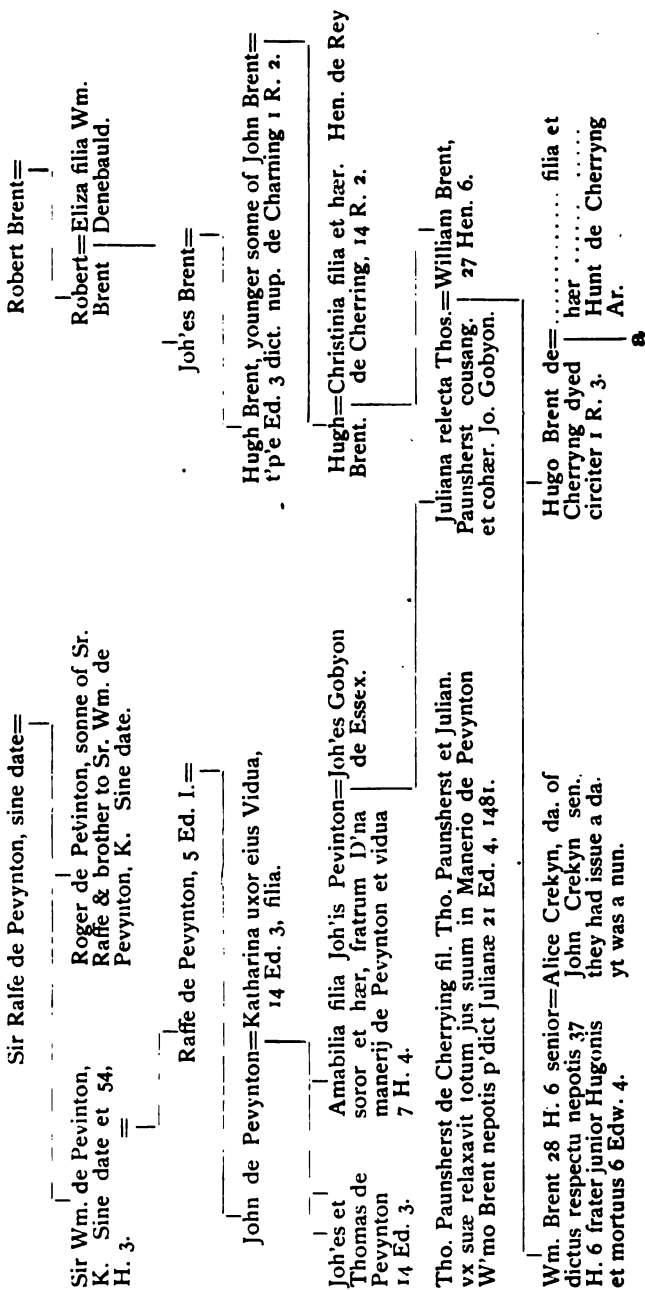 Sir Ralfe de Pevynton, sine date=
Robert Brent=
Sir Wm. de Pevinton,
K. Sine date et 54,
H. 3. =
Roger de Pevinton, sonne of Sr.
Raffe & brother to Sr. Wm. de
Pevynton, K. Sine date.
Robert=Eliza filia Wm.
Brent Denebauld.
Raffe de Pevynton, 5 Ed. I.=
Joh'es Brent=
John de Pevynton=Katharina uxor eius Vidua,
14 Ed. 3, filia.
Hugh Brent, younger sonne of John Brent=
t'p'e Ed. 3 dict. nup. de Charning 1 R. 2.
Joh'es et
Thomas de
Pevynton
14 Ed. 3.
Amabilia filia Joh'is Pevinton=Joh'es Gobyon
soror et hær, fratrum D'na de Essex.
manerij de Pevynton et vidua
7 H. 4.
Hugh=Christinia filia et hær. Hen. de Rey
Brent. de Cherring, 14 R. 2.
Tho. Paunsherst de Cherrying fil. Tho. Paunsherst et Julian.
vx suæ relaxavit totum jus suum in Manerio de Pevynton
W'mo Brent nepotis p'dict Julianæ 21 Ed. 4, 1481.
Juliana relecta Thos.=William Brent,
Paunsherst cousang. 27 Hen. 6.
et cohær. Jo. Gobyon.
Wm. Brent 28 H. 6 senior=Alice Crekyn, da. of
dictus respectu nepotis 37 John Crekyn sen.
H. 6 frater junior Hugonis they had issue a da.
et mortuus 6 Edw. 4. yt was a nun.
Hugo Brent de=............ filia et
Cherryng dyed hær ...... ......
circiter 1 R. 3. Hunt de Cherryng
Ar.
a